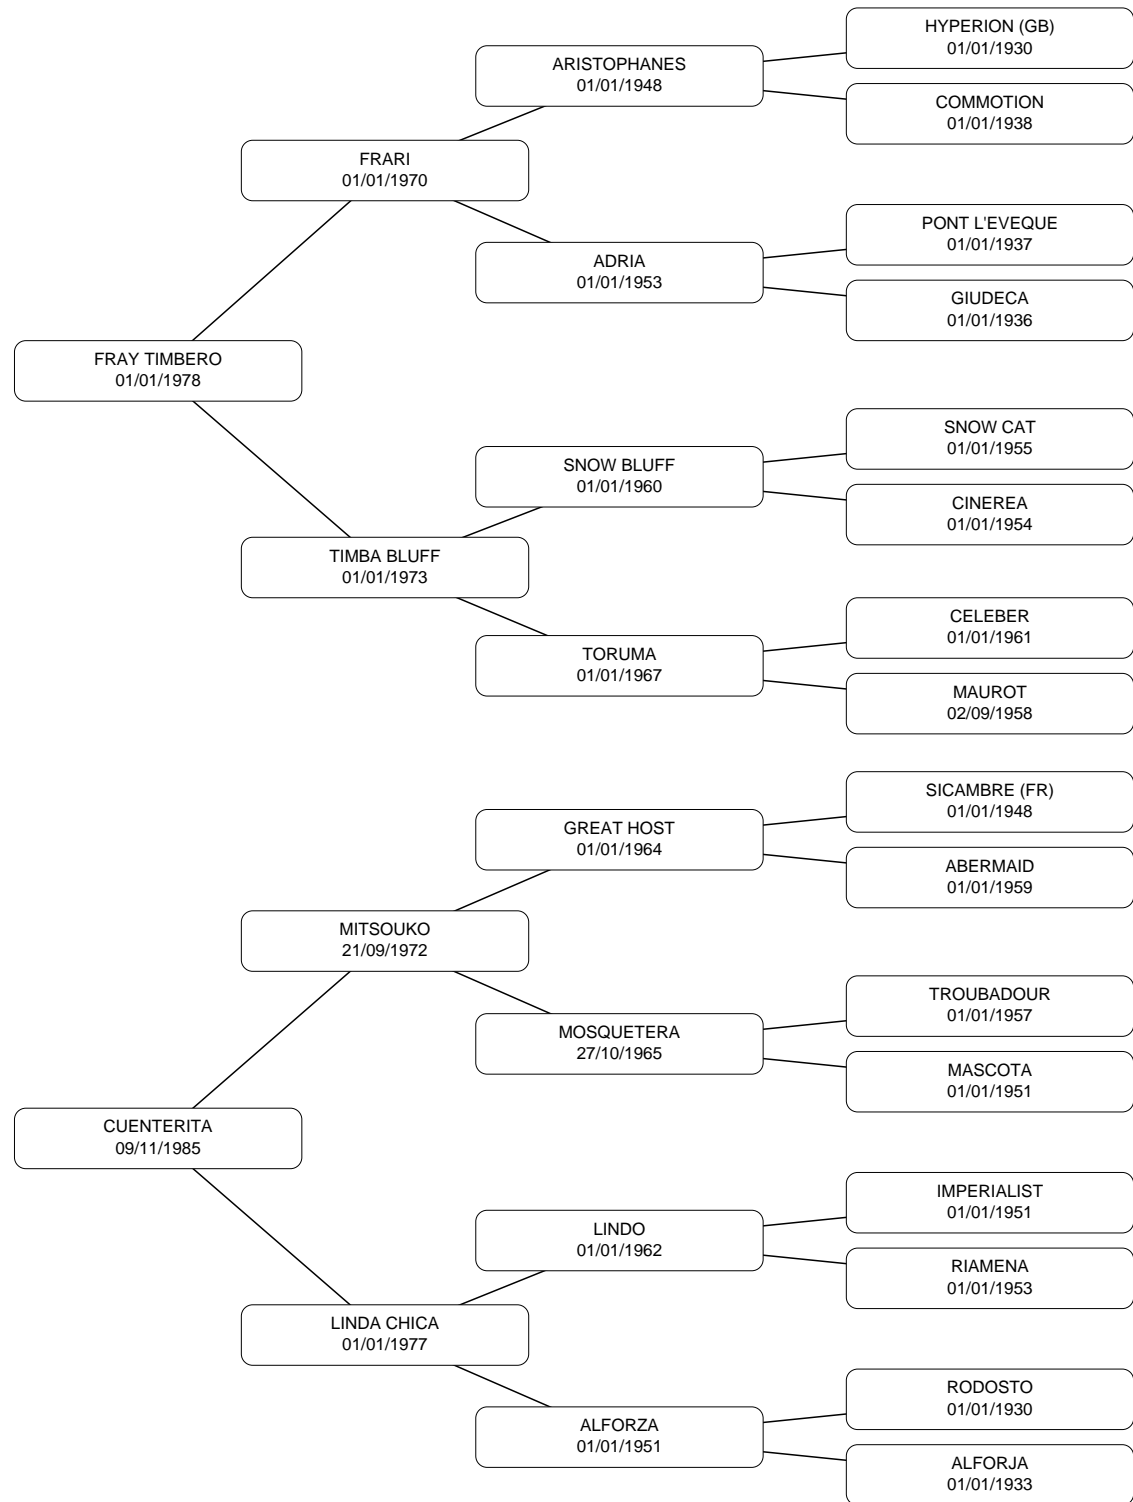 HYPERION (GB)
01/01/1930
ARISTOPHANES
01/01/1948
COMMOTION
01/01/1938
FRARI
01/01/1970
PONT L'EVEQUE
01/01/1937
ADRIA
01/01/1953
GIUDECA
01/01/1936
FRAY TIMBERO
01/01/1978
SNOW CAT
01/01/1955
SNOW BLUFF
01/01/1960
CINEREA
01/01/1954
TIMBA BLUFF
01/01/1973
CELEBER
01/01/1961
TORUMA
01/01/1967
MAUROT
02/09/1958
SICAMBRE (FR)
01/01/1948
GREAT HOST
01/01/1964
ABERMAID
01/01/1959
MITSOUKO
21/09/1972
TROUBADOUR
01/01/1957
MOSQUETERA
27/10/1965
MASCOTA
01/01/1951
CUENTERITA
09/11/1985
IMPERIALIST
01/01/1951
LINDO
01/01/1962
RIAMENA
01/01/1953
LINDA CHICA
01/01/1977
RODOSTO
01/01/1930
ALFORZA
01/01/1951
ALFORJA
01/01/1933